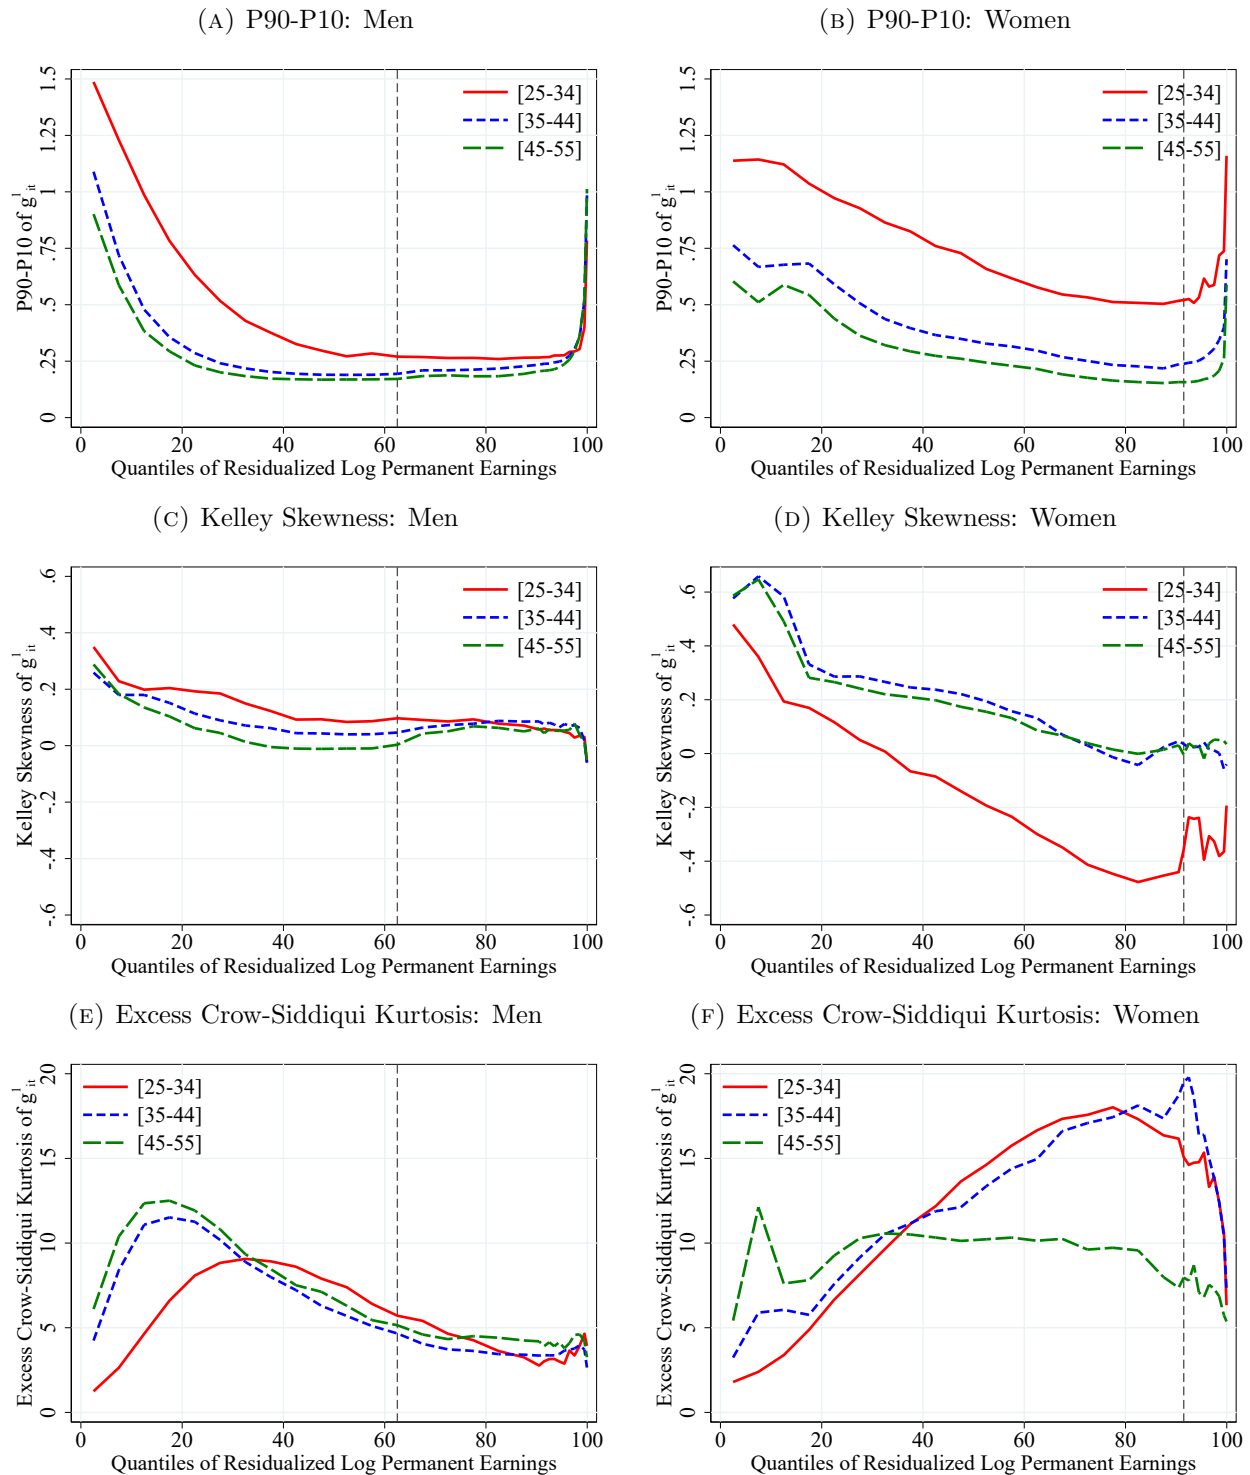 (A) P90-P10: Men
P90-P10 of g¹it
0 .25 .5 .75 1 1.25 1.5
[25-34]
[35-44]
[45-55]
0 20 40 60 80 100
Quantiles of Residualized Log Permanent Earnings
(B) P90-P10: Women
P90-P10 of g¹it
0 .25 .5 .75 1 1.25 1.5
[25-34]
[35-44]
[45-55]
0 20 40 60 80 100
Quantiles of Residualized Log Permanent Earnings
(C) Kelley Skewness: Men
Kelley Skewness of g¹it
-.6 -.4 -.2 0 .2 .4 .6
[25-34]
[35-44]
[45-55]
0 20 40 60 80 100
Quantiles of Residualized Log Permanent Earnings
(D) Kelley Skewness: Women
Kelley Skewness of g¹it
-.6 -.4 -.2 0 .2 .4 .6
[25-34]
[35-44]
[45-55]
0 20 40 60 80 100
Quantiles of Residualized Log Permanent Earnings
(E) Excess Crow-Siddiqui Kurtosis: Men
Excess Crow-Siddiqui Kurtosis of g¹it
0 5 10 15 20
[25-34]
[35-44]
[45-55]
0 20 40 60 80 100
Quantiles of Residualized Log Permanent Earnings
(F) Excess Crow-Siddiqui Kurtosis: Women
Excess Crow-Siddiqui Kurtosis of g¹it
0 5 10 15 20
[25-34]
[35-44]
[45-55]
0 20 40 60 80 100
Quantiles of Residualized Log Permanent Earnings